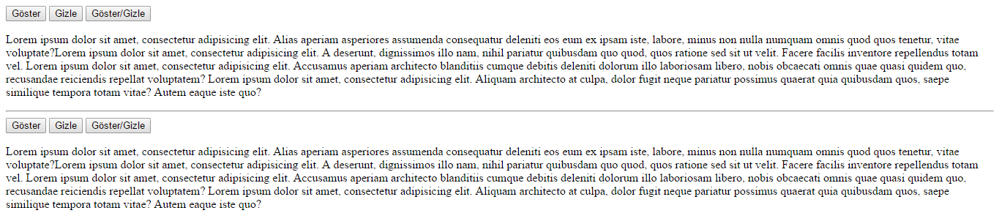 Göster Gizle Göster/Gizle
Lorem ipsum dolor sit amet, consectetur adipisicing elit. Alias aperiam asperiores assumenda consequatur deleniti eos eum ex ipsam iste, labore, minus non nulla numquam omnis quod quos tenetur, vitae
voluptate?Lorem ipsum dolor sit amet, consectetur adipisicing elit. A deserunt, dignissimos illo nam, nihil pariatur quibusdam quo quod, quos ratione sed sit ut velit. Facere facilis inventore repellendus totam
vel. Lorem ipsum dolor sit amet, consectetur adipisicing elit. Accusamus aperiam architecto blanditiis cumque debitis deleniti dolorum illo laboriosam libero, nobis obcaecati omnis quae quasi quidem quo,
recusandae reiciendis repellat voluptatem? Lorem ipsum dolor sit amet, consectetur adipisicing elit. Aliquam architecto at culpa, dolor fugit neque pariatur possimus quaerat quia quibusdam quos, saepe
similique tempora totam vitae? Autem eaque iste quo?
Göster Gizle Göster/Gizle
Lorem ipsum dolor sit amet, consectetur adipisicing elit. Alias aperiam asperiores assumenda consequatur deleniti eos eum ex ipsam iste, labore, minus non nulla numquam omnis quod quos tenetur, vitae
voluptate?Lorem ipsum dolor sit amet, consectetur adipisicing elit. A deserunt, dignissimos illo nam, nihil pariatur quibusdam quo quod, quos ratione sed sit ut velit. Facere facilis inventore repellendus totam
vel. Lorem ipsum dolor sit amet, consectetur adipisicing elit. Accusamus aperiam architecto blanditiis cumque debitis deleniti dolorum illo laboriosam libero, nobis obcaecati omnis quae quasi quidem quo,
recusandae reiciendis repellat voluptatem? Lorem ipsum dolor sit amet, consectetur adipisicing elit. Aliquam architecto at culpa, dolor fugit neque pariatur possimus quaerat quia quibusdam quos, saepe
similique tempora totam vitae? Autem eaque iste quo?